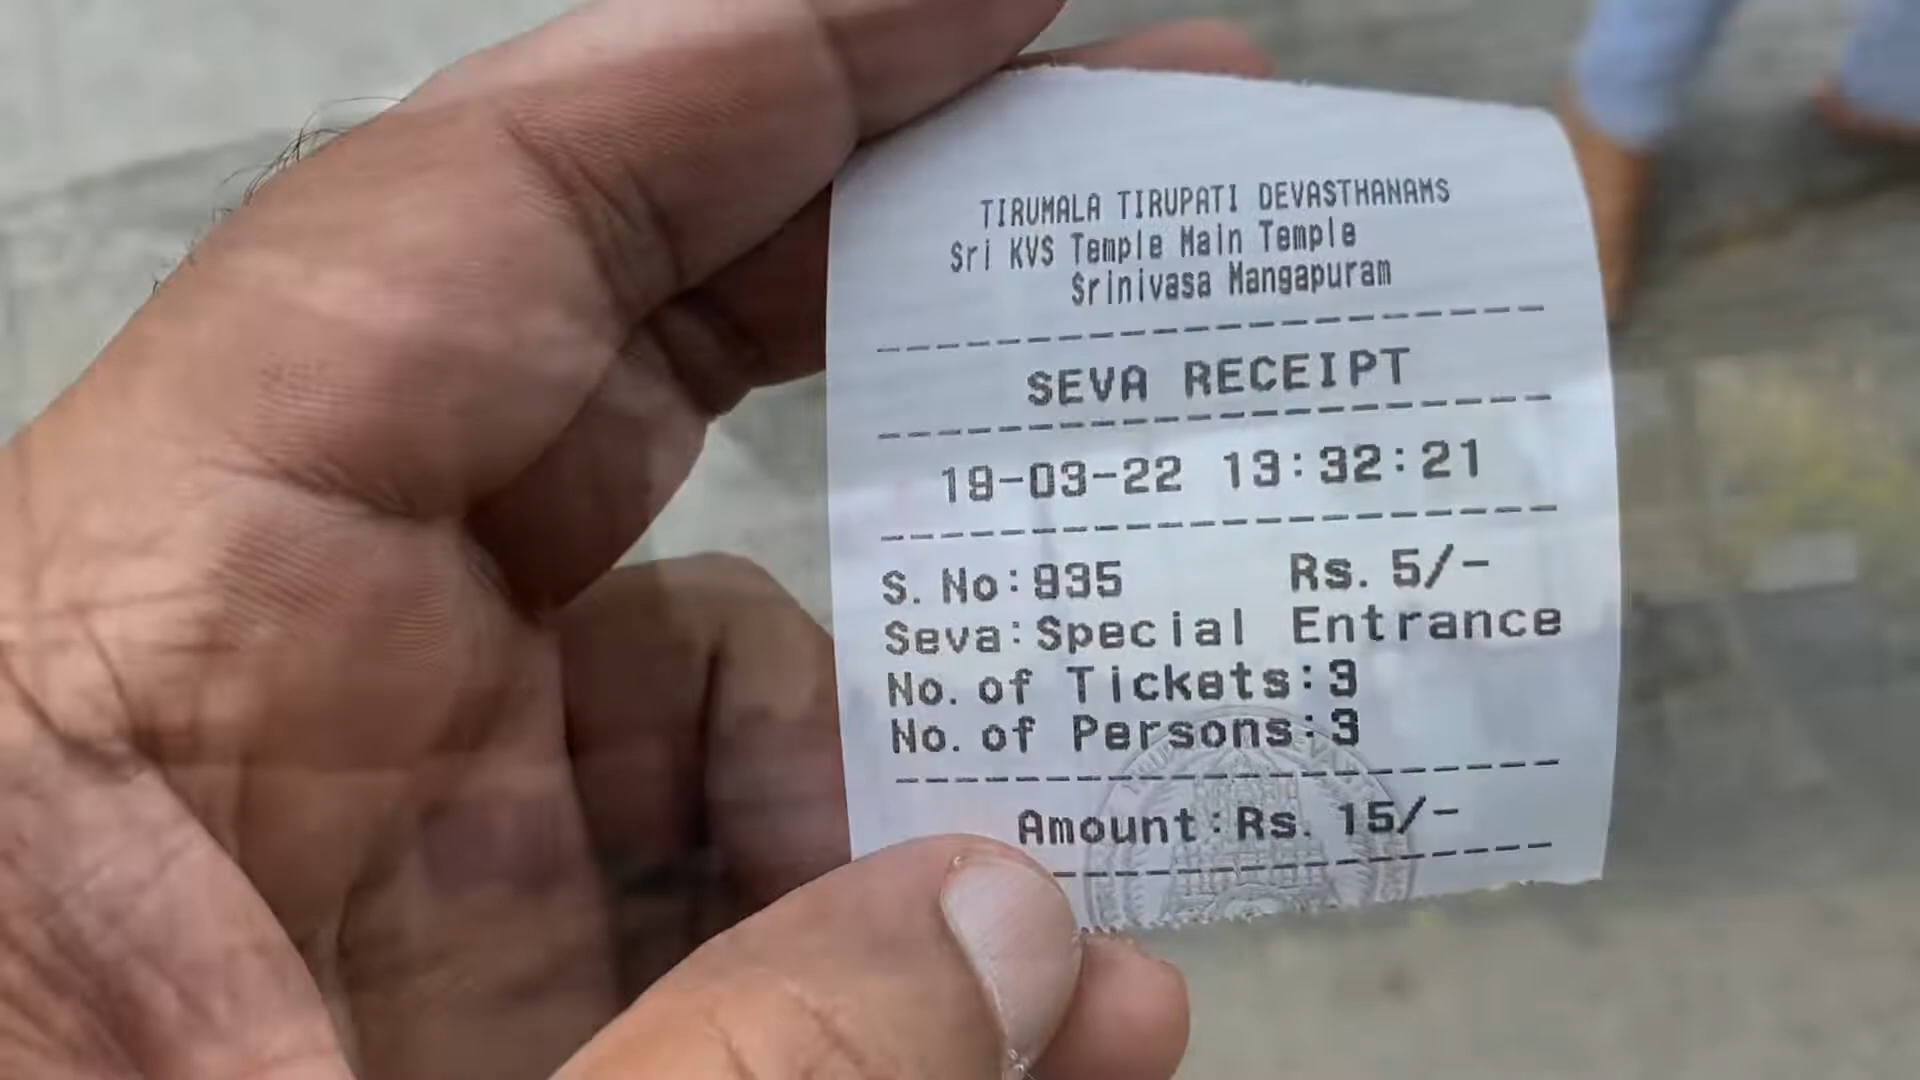 TIRUMALA TIRUPATI DEVASTHANAMS
Sri KVS Temple Main Temple
Srinivasa Mangapuram
SEVA RECEIPT
19-03-22 13:32:21
S. No:935 Rs. 5/-
Seva:Special Entrance
No. of Tickets:3
No. of Persons:3
Amount:Rs. 15/-